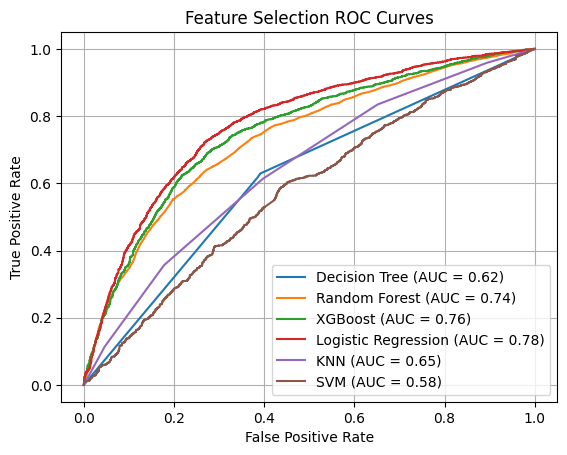 Feature Selection ROC Curves
True Positive Rate
1.0
0.8
0.6
0.4
0.2
0.0
Decision Tree (AUC = 0.62)
Random Forest (AUC = 0.74)
XGBoost (AUC = 0.76)
Logistic Regression (AUC = 0.78)
KNN (AUC = 0.65)
SVM (AUC = 0.58)
0.0 0.2 0.4 0.6 0.8 1.0
False Positive Rate